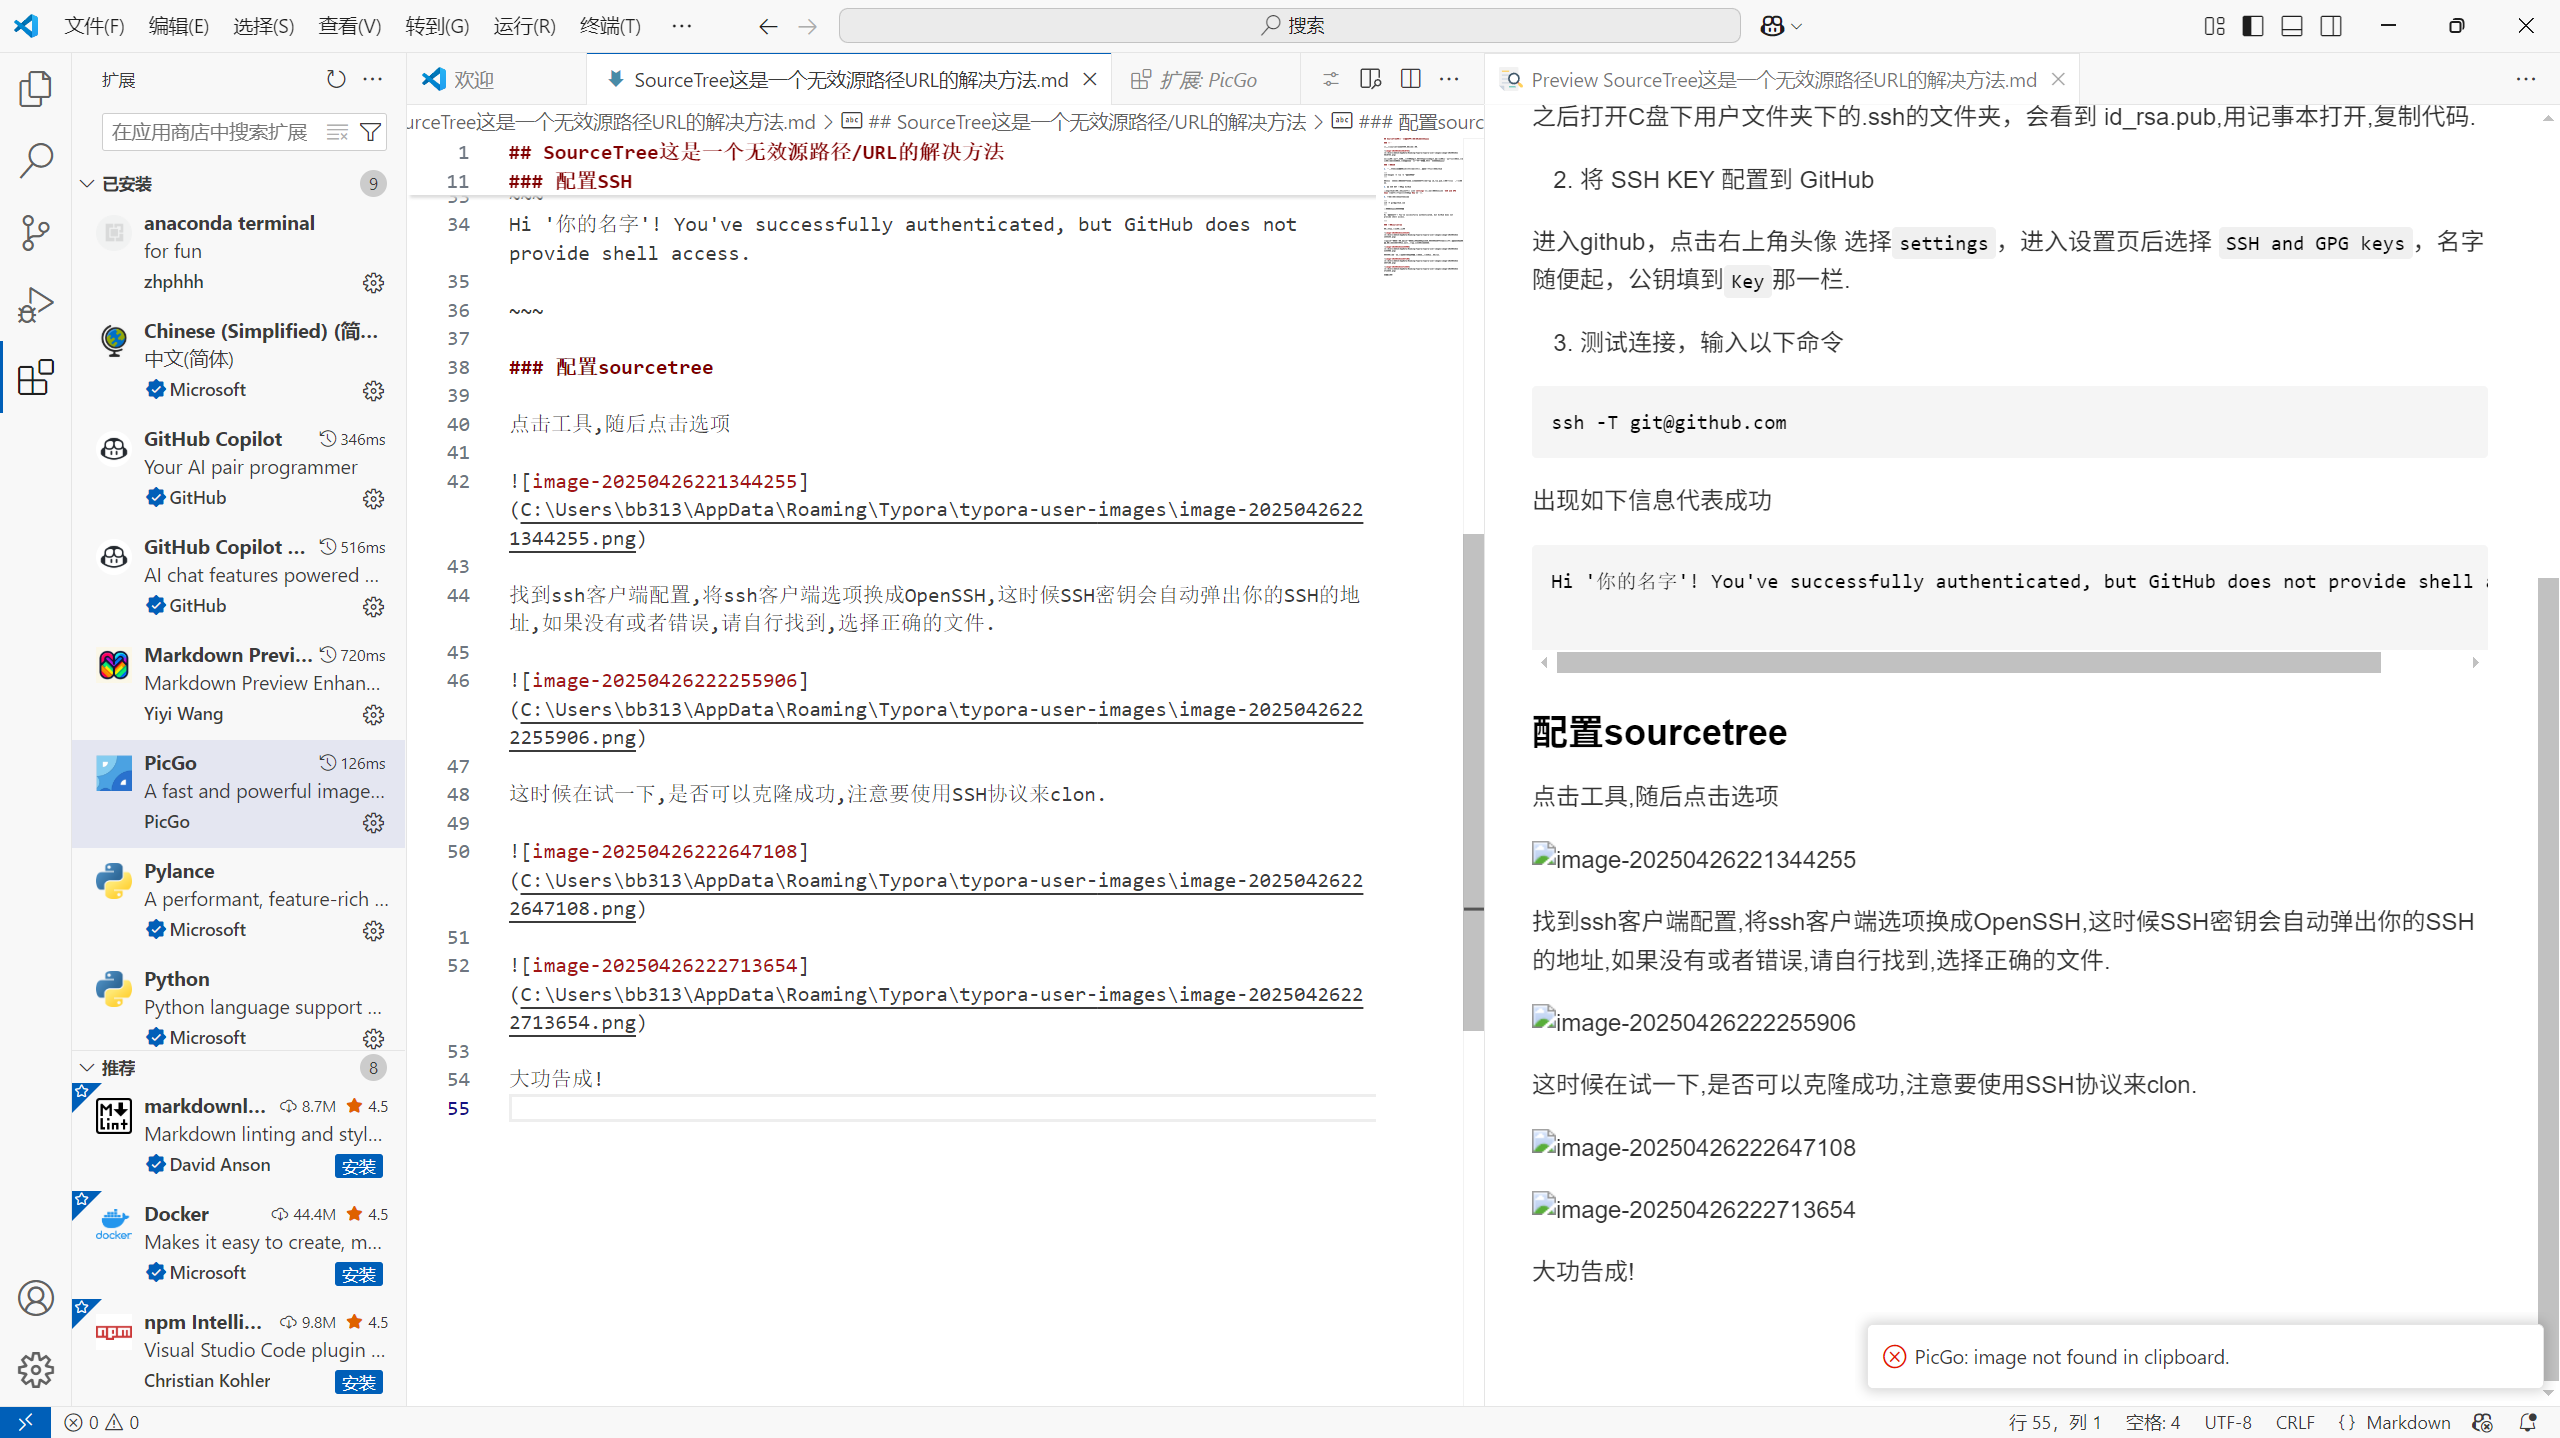 文件(F) 编辑(E) 选择(S) 查看(V) 转到(G) 运行(R) 终端(T) ··· 搜索
扩展
在应用商店中搜索扩展
已安装 9
anaconda terminal
for fun
zhphhh
Chinese (Simplified) (简...
中文(简体)
Microsoft
GitHub Copilot 346ms
Your AI pair programmer
GitHub
GitHub Copilot ... 516ms
AI chat features powered ...
GitHub
Markdown Previ... 720ms
Markdown Preview Enhan...
Yiyi Wang
PicGo 126ms
A fast and powerful image...
PicGo
Pylance
A performant, feature-rich ...
Microsoft
Python
Python language support ...
Microsoft
推荐 8
markdownl... 8.7M 4.5
Markdown linting and styl...
David Anson 安装
Docker 44.4M 4.5
Makes it easy to create, m...
Microsoft 安装
npm Intelli... 9.8M 4.5
Visual Studio Code plugin ...
Christian Kohler 安装
欢迎 SourceTree这是一个无效源路径URL的解决方法.md 扩展: PicGo
urceTree这是一个无效源路径URL的解决方法.md > ## SourceTree这是一个无效源路径/URL的解决方法 > ### 配置sourc
1 ## SourceTree这是一个无效源路径/URL的解决方法
11 ### 配置SSH
33 ~~~
34 Hi '你的名字'! You've successfully authenticated, but GitHub does not
provide shell access.
35
36 ~~~
37
38 ### 配置sourcetree
39
40 点击工具,随后点击选项
41
42 ![image-20250426221344255]
(C:\Users\bb313\AppData\Roaming\Typora\typora-user-images\image-2025042622
1344255.png)
43
44 找到ssh客户端配置,将ssh客户端选项换成OpenSSH,这时候SSH密钥会自动弹出你的SSH的地
址,如果没有或者错误,请自行找到,选择正确的文件.
45
46 ![image-20250426222255906]
(C:\Users\bb313\AppData\Roaming\Typora\typora-user-images\image-2025042622
2255906.png)
47
48 这时候在试一下,是否可以克隆成功,注意要使用SSH协议来clon.
49
50 ![image-20250426222647108]
(C:\Users\bb313\AppData\Roaming\Typora\typora-user-images\image-2025042622
2647108.png)
51
52 ![image-20250426222713654]
(C:\Users\bb313\AppData\Roaming\Typora\typora-user-images\image-2025042622
2713654.png)
53
54 大功告成!
55
Preview SourceTree这是一个无效源路径URL的解决方法.md
之后打开C盘下用户文件夹下的.ssh的文件夹，会看到 id_rsa.pub,用记事本打开,复制代码.
2. 将 SSH KEY 配置到 GitHub
进入github，点击右上角头像 选择 settings ，进入设置页后选择 SSH and GPG keys ，名字
随便起，公钥填到 Key 那一栏.
3. 测试连接，输入以下命令
ssh -T git@github.com
出现如下信息代表成功
Hi '你的名字'! You've successfully authenticated, but GitHub does not provide shell
配置sourcetree
点击工具,随后点击选项
image-20250426221344255
找到ssh客户端配置,将ssh客户端选项换成OpenSSH,这时候SSH密钥会自动弹出你的SSH
的地址,如果没有或者错误,请自行找到,选择正确的文件.
image-20250426222255906
这时候在试一下,是否可以克隆成功,注意要使用SSH协议来clon.
image-20250426222647108
image-20250426222713654
大功告成!
PicGo: image not found in clipboard.
0 0 行 55，列 1 空格: 4 UTF-8 CRLF {} Markdown